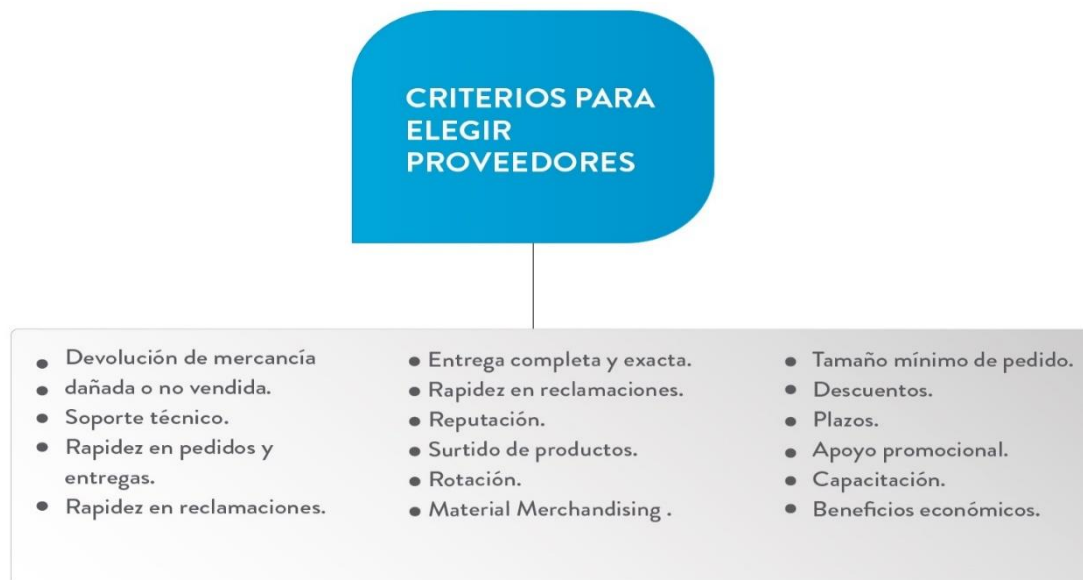 CRITERIOS PARA
ELEGIR
PROVEEDORES
• Devolución de mercancía
• dañada o no vendida.
• Soporte técnico.
• Rapidez en pedidos y
entregas.
• Rapidez en reclamaciones.
• Entrega completa y exacta.
• Rapidez en reclamaciones.
• Reputación.
• Surtido de productos.
• Rotación.
• Material Merchandising .
• Tamaño mínimo de pedido.
• Descuentos.
• Plazos.
• Apoyo promocional.
• Capacitación.
• Beneficios económicos.